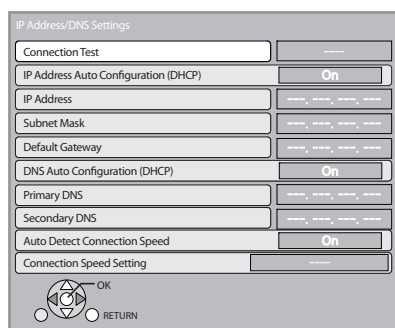 IP Address/DNS Settings
Connection Test ----
IP Address Auto Configuration (DHCP) On
IP Address ---. ---. ---. ---
Subnet Mask ---. ---. ---. ---
Default Gateway ---. ---. ---. ---
DNS Auto Configuration (DHCP) On
Primary DNS ---. ---. ---. ---
Secondary DNS ---. ---. ---. ---
Auto Detect Connection Speed On
Connection Speed Setting ----
OK
RETURN